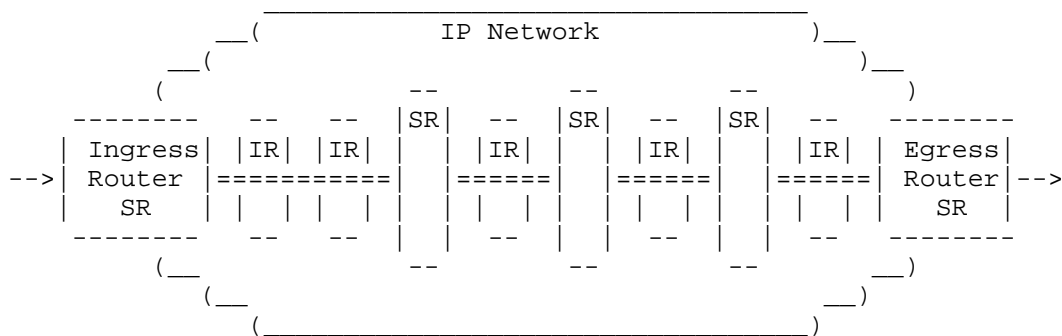 IP Network
SR SR SR
Ingress IR IR IR IR IR Egress
--> Router Router -->
SR SR